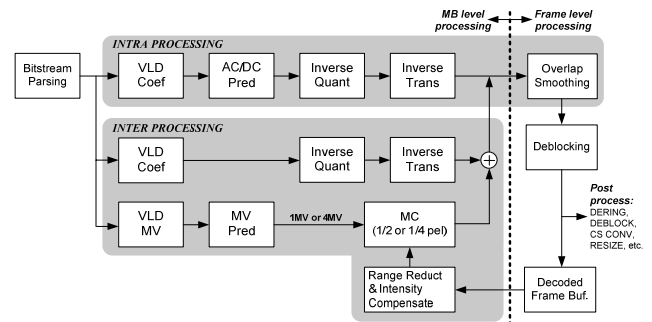 MB level processing
Frame level processing
INTRA PROCESSING
Bitstream Parsing
VLD Coef
AC/DC Pred
Inverse Quant
Inverse Trans
Overlap Smoothing
INTER PROCESSING
VLD Coef
Inverse Quant
Inverse Trans
+
Deblocking
VLD MV
MV Pred
1MV or 4MV
MC (1/2 or 1/4 pel)
Post process:
DERING,
DEBLOCK,
CS CONV,
RESIZE, etc.
Range Reduct & Intensity Compensate
Decoded Frame Buf.